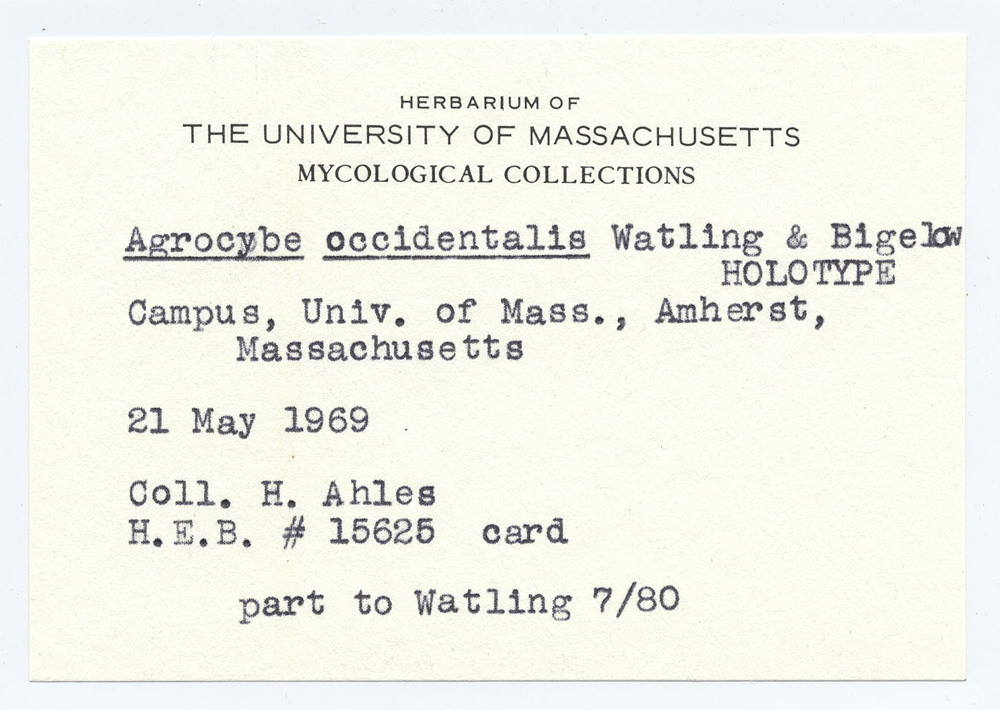 HERBARIUM OF
THE UNIVERSITY OF MASSACHUSETTS
MYCOLOGICAL COLLECTIONS
Agrocybe occidentalis Watling & Bigelow
HOLOTYPE
Campus, Univ. of Mass., Amherst,
Massachusetts
21 May 1969
Coll. H. Ahles
H.E.B. # 15625 card
part to Watling 7/80